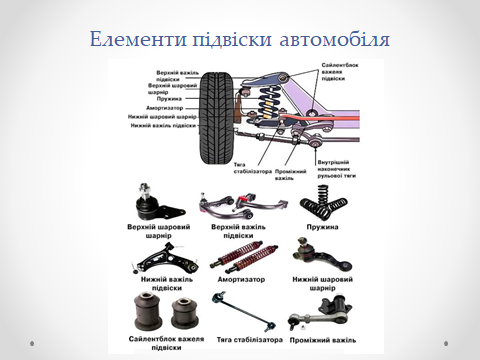 Елементи підвіски автомобіля
Верхній важіль
підвіски
Верхній шаровий
шарнір
Пружина
Амортизатор
Нижній шаровий шарнір
Нижній важіль підвіски
Сайлентблок
важеля
підвіски
Тяга
стабілізатора
Проміжний
важіль
Внутрішній
наконечник
рульової тяги
Верхній шаровий
шарнір
Верхній важіль
підвіски
Пружина
Нижній важіль
підвіски
Амортизатор
Нижній шаровий
шарнір
Сайлентблок важеля
підвіски
Тяга стабілізатора
Проміжний важіль